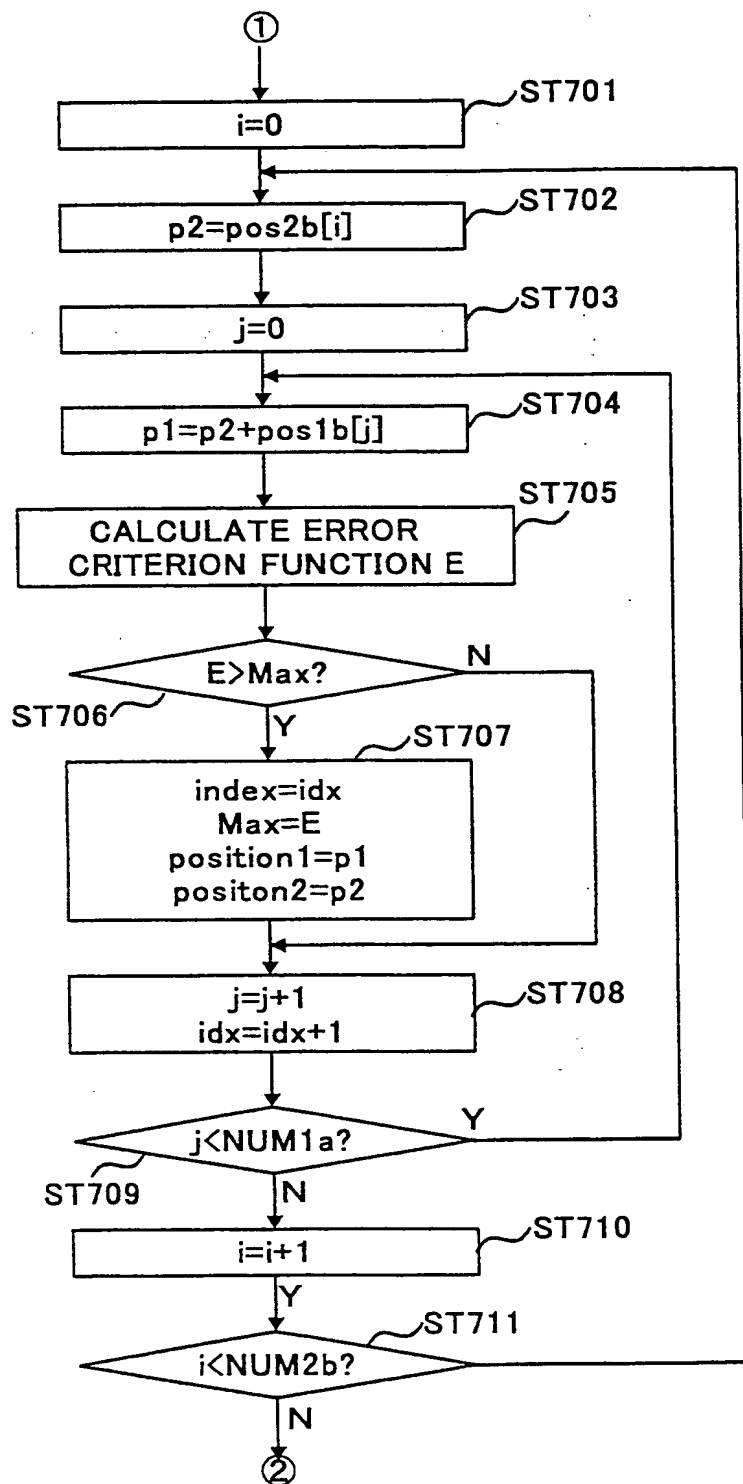 ①
ST701
i=0
ST702
p2=pos2b[i]
ST703
j=0
ST704
p1=p2+pos1b[j]
ST705
CALCULATE ERROR
CRITERION FUNCTION E
E>Max?
N
ST706
Y
ST707
index=idx
Max=E
position1=p1
positon2=p2
j=j+1
idx=idx+1
ST708
j<NUM1a?
Y
ST709
N
ST710
i=i+1
Y
ST711
i<NUM2b?
N
②